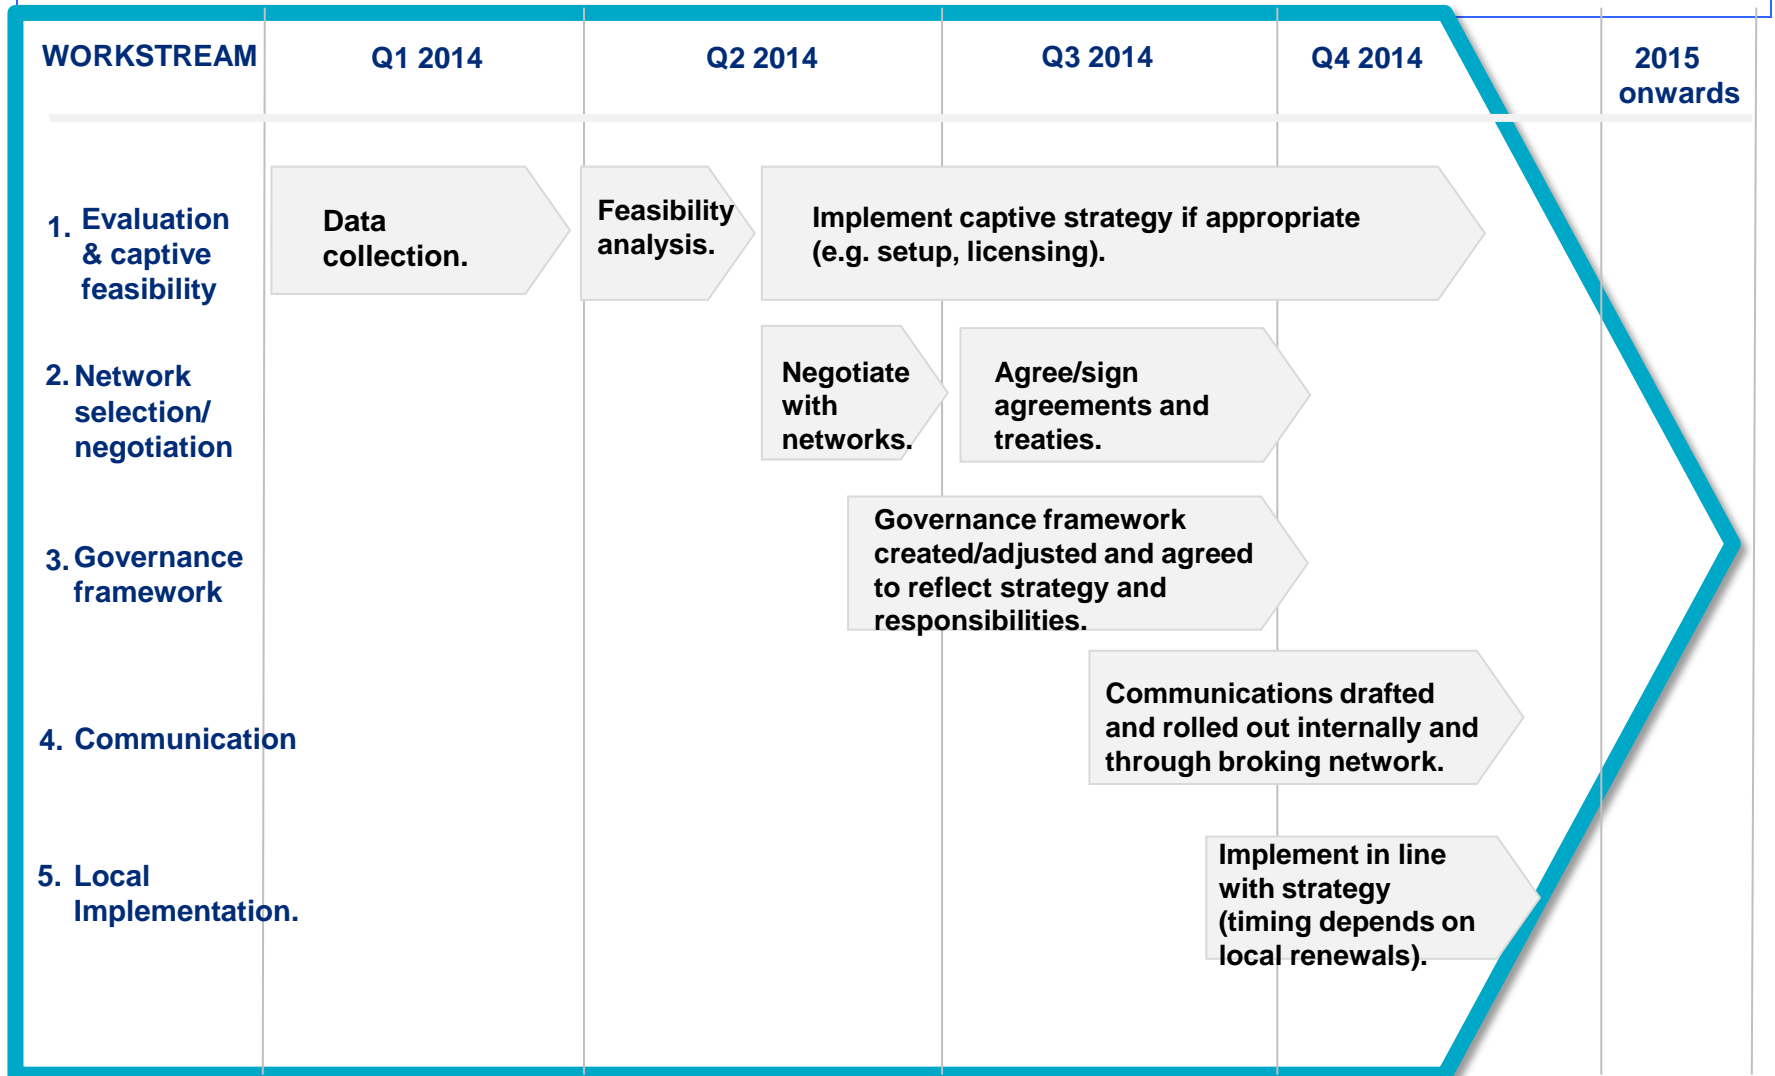 WORKSTREAM
Q1 2014
Q2 2014
Q3 2014
Q4 2014
2015
onwards
1. Evaluation
& captive
feasibility
Data
collection.
Feasibility
analysis.
Implement captive strategy if appropriate
(e.g. setup, licensing).
2. Network
selection/
negotiation
Negotiate
with
networks.
Agree/sign
agreements and
treaties.
3. Governance
framework
Governance framework
created/adjusted and agreed
to reflect strategy and
responsibilities.
4. Communication
Communications drafted
and rolled out internally and
through broking network.
5. Local
Implementation.
Implement in line
with strategy
(timing depends on
local renewals).